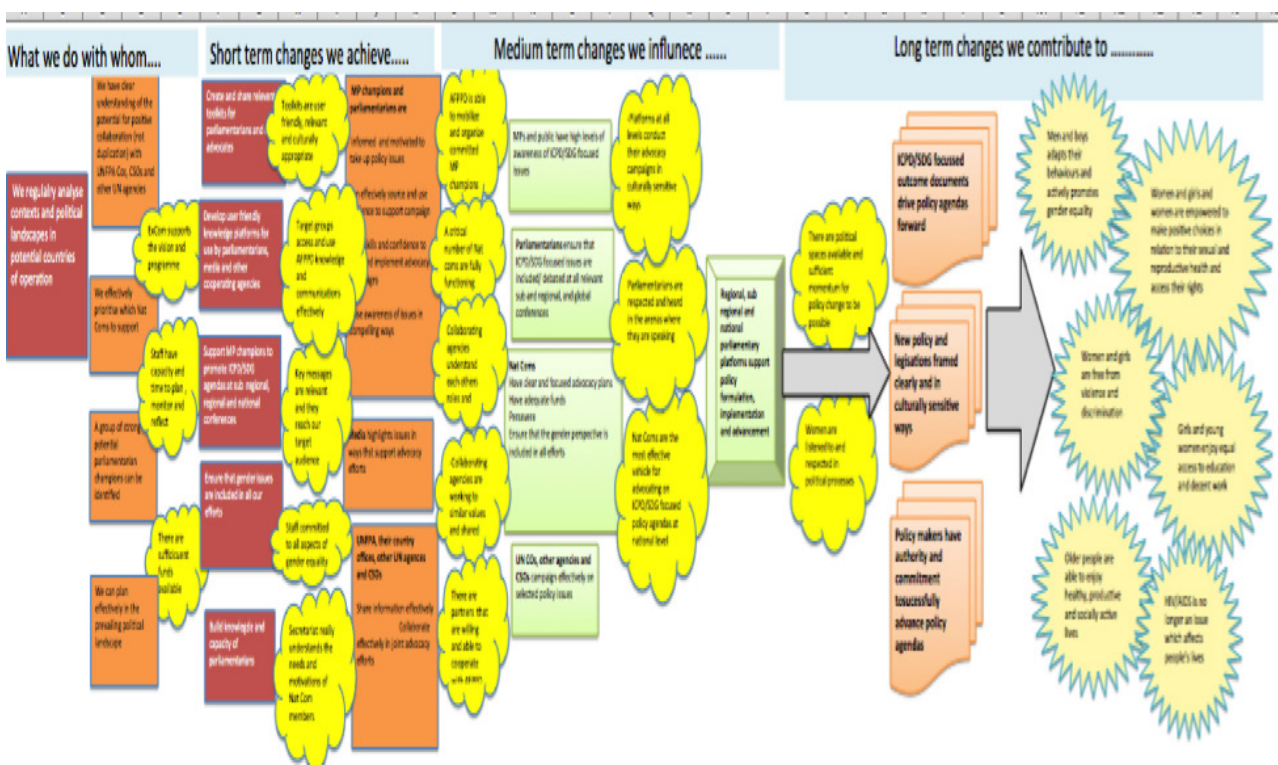 What we do with whom....
Short term changes we achieve.....
Medium term changes we influnece ......
Long term changes we comtribute to ............
We regulalry analyse
contexts and political
landscapes in
potential countries
of operation
We have clear
understanding of the
potential for positive
collaboration (not
duplication) with
UNFPA Cos, CSOs and
other UN agencies
ExCom supports
the vision and
programme
We effectively
prioritise which Nat
Coms to support
Staff have
capacity and
time to plan ,
monitor and
reflect
A group of strong
potential
parliamentarian
champions can be
identified
There are
sufficient
funds
available
We can plan
effectively in the
prevailing political
landscape
Create and share relevant
toolkits for
parliamentarians and
advocates
Toolkits are user
friendly, relevant
and culturally
appropriate
Develop user friendly
knowledge platforms for
use by parliamentarians,
media and other
cooperating agencies
Target groups
access and use
AFPPD knowledge
and
communications
effectively
Support MP champions to
promote ICPD/SDG
agendas at sub regional,
regional and national
conferences
Key messages
are relevant
and they
reach our
target
audience
Ensure that gender issues
are included in all our
efforts
Staff committed
to all aspects of
gender equality
Build knowlegde and
capacity of
parliamentarians
Secretariat really
understands the
needs and
motivations of
Nat Com
members
MP champions and
parliamentarians are
informed and motivated to
take up policy issues
effectively source and use
to support campaign
skills and confidence to
implement advocacy
awareness of issues in
compelling ways
Media highlights issues in
ways that support advocacy
efforts
UNFPA, their country
offices, other UN agencies
and CSOs
Share information effectively
Collaborate
effectively in joint advocacy
efforts
AFPPD is able
to mobilize
and organize
committed
MP
champions
A critical
number of Nat
coms are fully
functioning
Collaborating
agencies
understand
each others
roles and
Collaborating
agencies are
working to
similar values
and shared
There are
partners that
are willing
and able to
cooperate
MPs and public have high levels of
awareness of ICPD/SDG focused
issues
Parliamentarians ensure that
ICPD/SDG focused issues are
included/ debated at all relevant
sub and regional, and global
conferences
Nat Coms
Have clear and focused advocacy plans
Have adequate funds
Persevere
Ensure that the gender perspective is
included in all efforts
UN COs, other agencies and
CSOs campaign effectively on
selected policy issues
Platforms at all
levels conduct
their advocacy
campaigns in
culturally sensitive
ways
Parliamentarians are
respected and heard
in the arenas where
they are speaking
Nat Coms are the
most effective
vehicle for
advocating on
ICPD/SDG focused
policy agendas at
national level
Regional, sub
regional and
national
parliamentary
platforms support
policy
formulation,
implementation
and advancement
There are political
spaces available and
sufficient
momentum for
policy change to be
possible
Women are
listened to and
respected in
political processes
ICPD/SDG focussed
outcome documents
drive policy agendas
forward
New policy and
legisations framed
clearly and in
culturally sensitive
ways
Policy makers have
authority and
commitment
tosucessfully
advance policy
agendas
Men and boys
adapts their
behaviours and
actively promotes
gender equality
Women and girls and
women are empowered to
make positive choices in
relation to their sexual and
reproductive health and
access their rights
Women and girls
are free from
violence and
discrimination
Girls and young
women enjoy equal
access to education
and decent work
Older people are
able to enjoy
healthy, productive
and socially active
lives
HIV/AIDS is no
longer an issue
which affects
people's lives